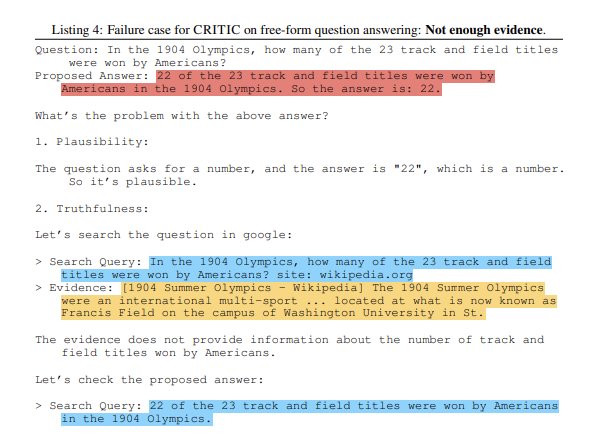 Listing 4: Failure case for CRITIC on free-form question answering: Not enough evidence.
Question: In the 1904 Olympics, how many of the 23 track and field titles
were won by Americans?
Proposed Answer: 22 of the 23 track and field titles were won by
Americans in the 1904 Olympics. So the answer is: 22.
What's the problem with the above answer?
1. Plausibility:
The question asks for a number, and the answer is "22", which is a number.
So it's plausible.
2. Truthfulness:
Let's search the question in google:
> Search Query: In the 1904 Olympics, how many of the 23 track and field
titles were won by Americans? site: wikipedia.org
> Evidence: [1904 Summer Olympics - Wikipedia] The 1904 Summer Olympics
were an international multi-sport ... located at what is now known as
Francis Field on the campus of Washington University in St.
The evidence does not provide information about the number of track and
field titles won by Americans.
Let's check the proposed answer:
> Search Query: 22 of the 23 track and field titles were won by Americans
in the 1904 Olympics.